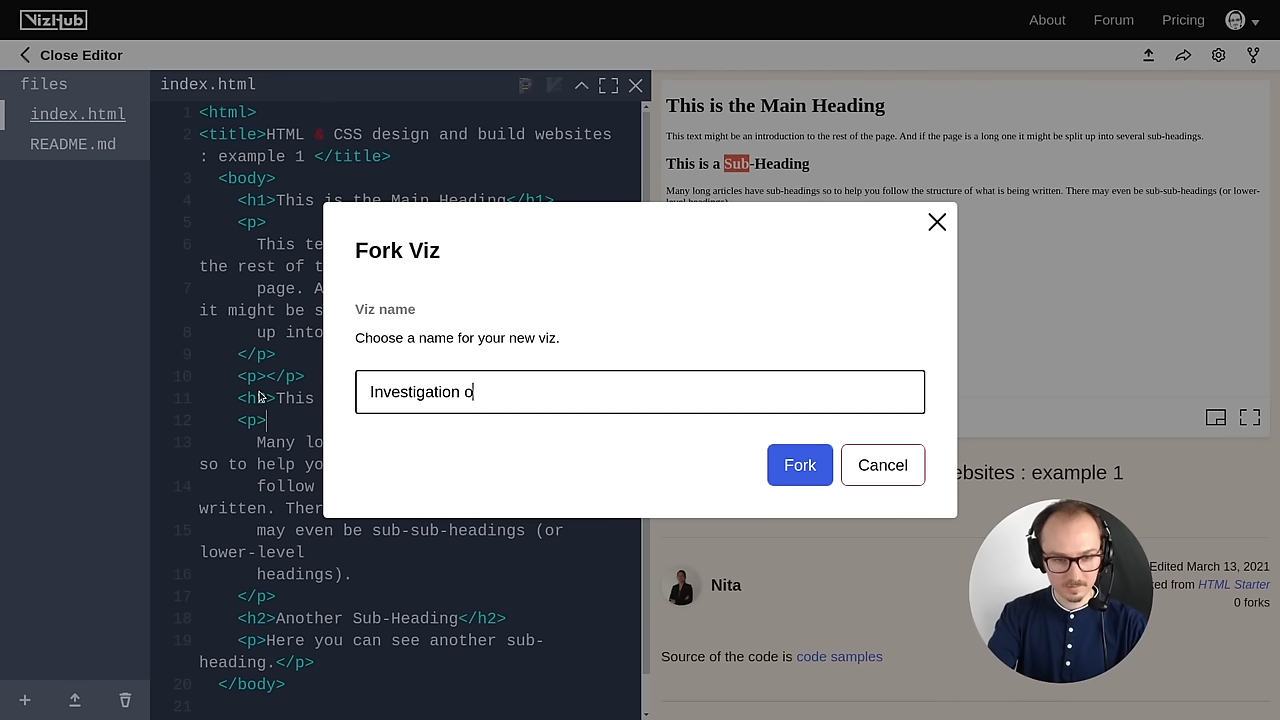 VizHub
About
Forum
Pricing
Close Editor
files
index.html
README.md
index.html
1 <html>
2 <title>HTML & CSS design and build websites
: example 1 </title>
3 <body>
4 <h1>This is the Main Heading</h1>
5 <p>
6 This te
the rest of t
7 page. A
it might be s
8 up into
9 </p>
10 <p></p>
11 >This
12 <p>
13 Many lo
so to help yo
14 follow
written. Ther
15 may even be sub-sub-headings (or
lower-level
16 headings).
17 </p>
18 <h2>Another Sub-Heading</h2>
19 <p>Here you can see another sub-
heading.</p>
20 </body>
21
This is the Main Heading
This text might be an introduction to the rest of the page. And if the page is a long one it might be split up into several sub-headings.
This is a Sub-Heading
Many long articles have sub-headings so to help you follow the structure of what is being written. There may even be sub-sub-headings (or lower-
level headings).
Fork Viz
Viz name
Choose a name for your new viz.
Investigation o
Fork
Cancel
ebsites : example 1
Nita
Edited March 13, 2021
ked from HTML Starter
0 forks
Source of the code is code samples